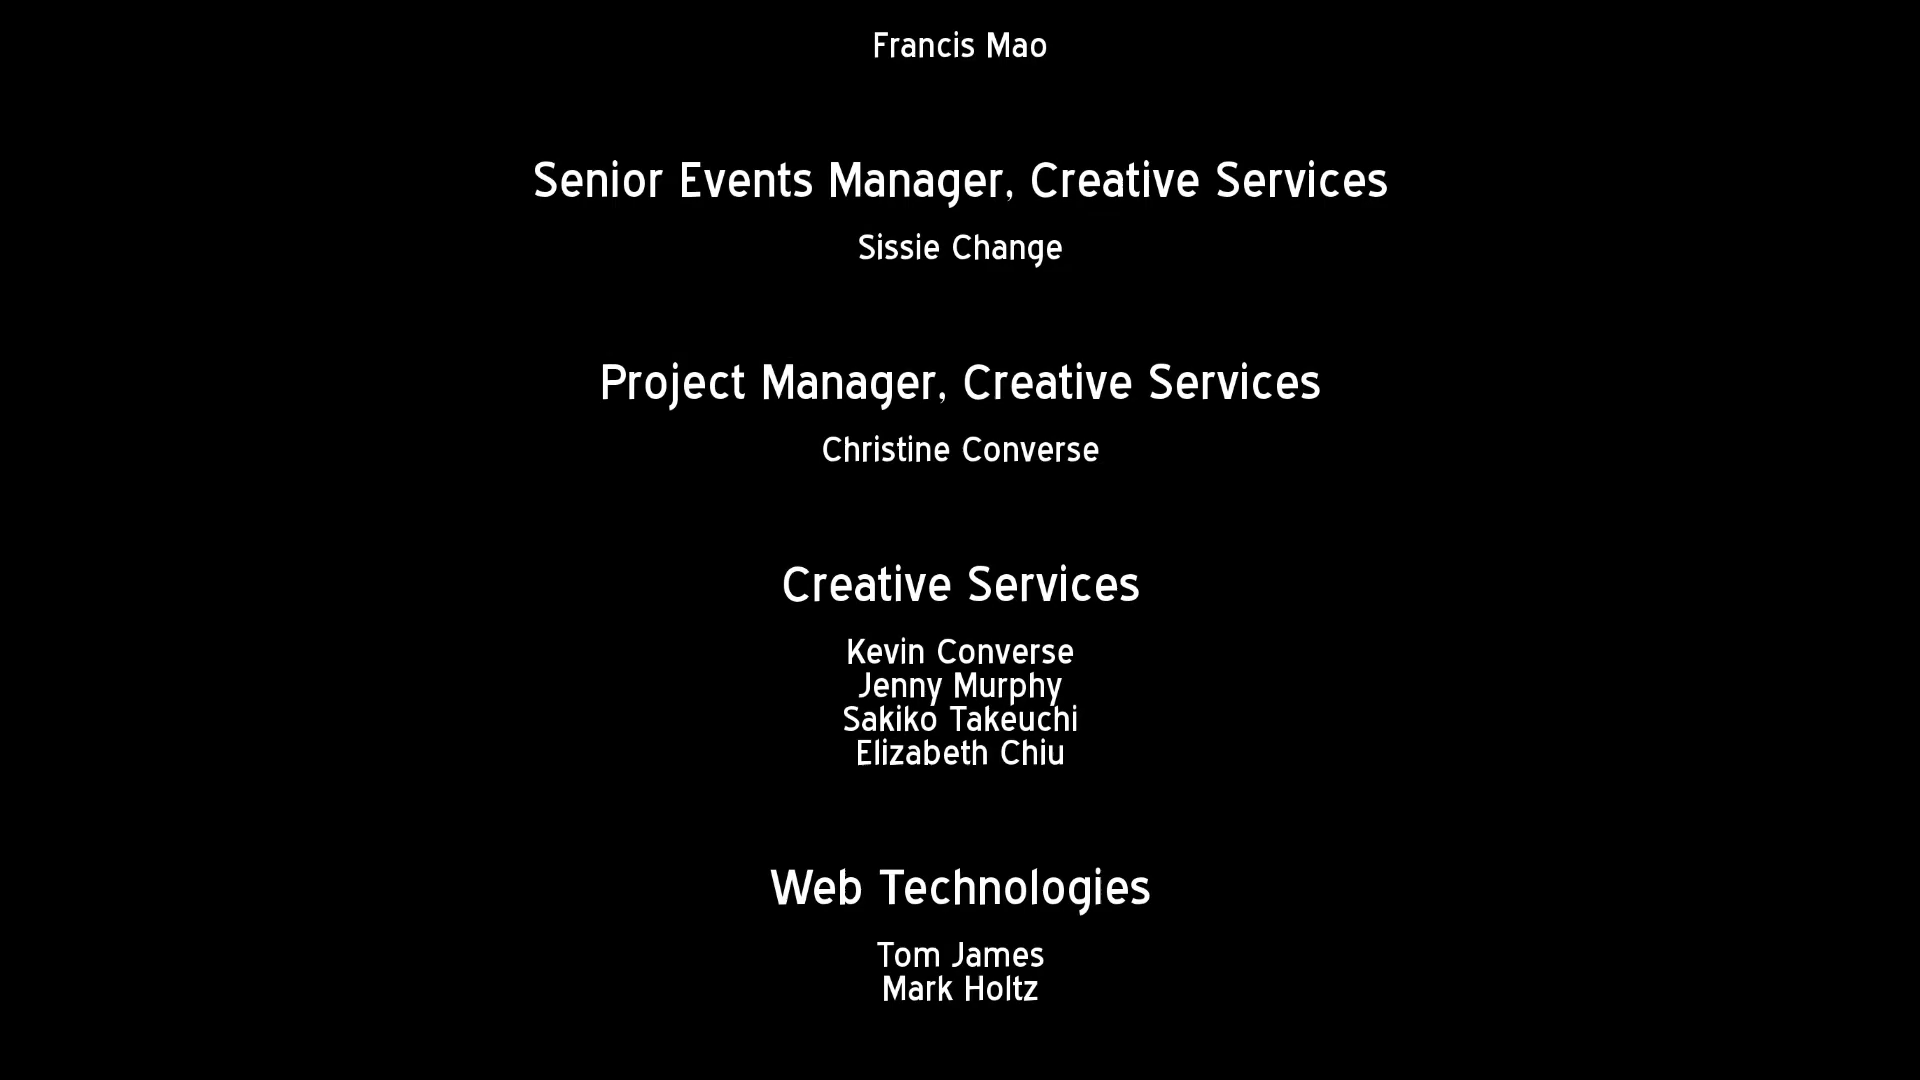 Francis Mao
Senior Events Manager, Creative Services
Sissie Change
Project Manager, Creative Services
Christine Converse
Creative Services
Kevin Converse
Jenny Murphy
Sakiko Takeuchi
Elizabeth Chiu
Web Technologies
Tom James
Mark Holtz